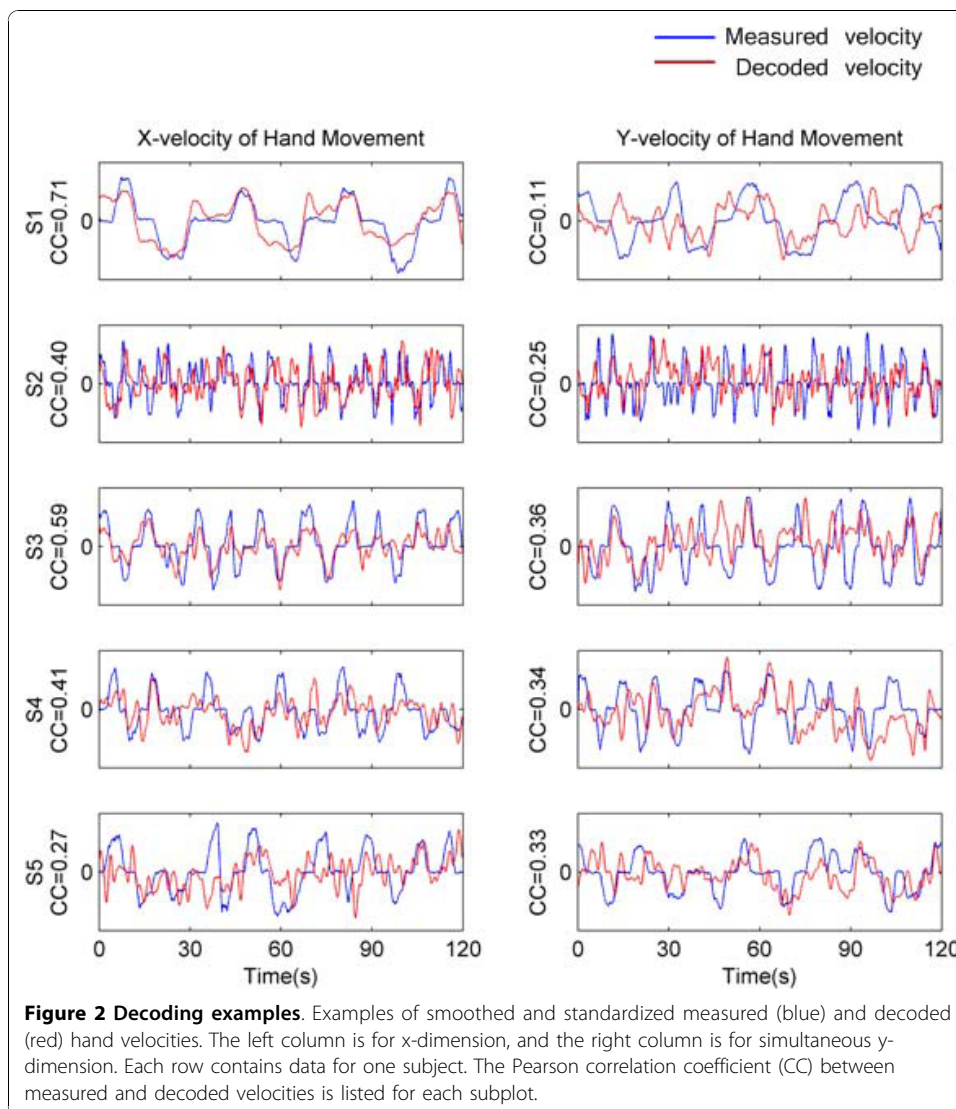 Measured velocity
Decoded velocity
X-velocity of Hand Movement
Y-velocity of Hand Movement
S1
CC=0.71
0
CC=0.11
0
S2
CC=0.40
0
CC=0.25
0
S3
CC=0.59
0
CC=0.36
0
S4
CC=0.41
0
CC=0.34
0
S5
CC=0.27
0
CC=0.33
0
0 30 60 90 120
0 30 60 90 120
Time(s)
Time(s)
Figure 2 Decoding examples. Examples of smoothed and standardized measured (blue) and decoded
(red) hand velocities. The left column is for x-dimension, and the right column is for simultaneous y-
dimension. Each row contains data for one subject. The Pearson correlation coefficient (CC) between
measured and decoded velocities is listed for each subplot.